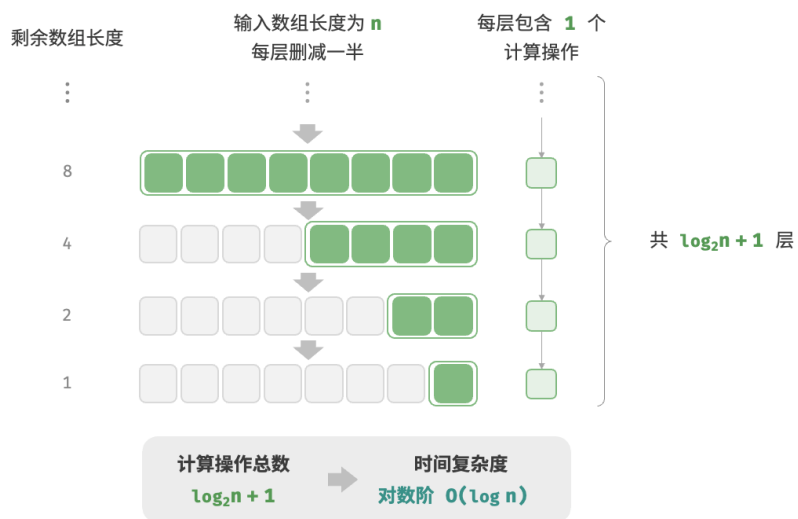 剩余数组长度
输入数组长度为 n
每层删减一半
每层包含 1 个
计算操作
8
4
2
1
共 log₂n + 1 层
计算操作总数
log₂n + 1
时间复杂度
对数阶 O(log n)